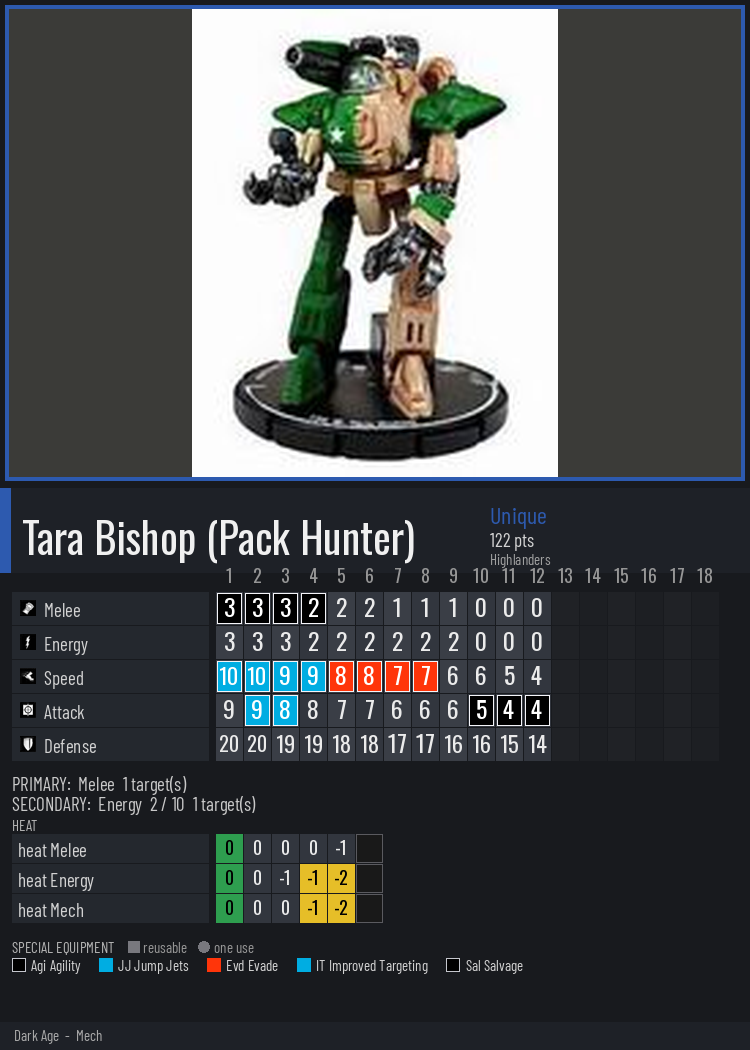 Tara Bishop (Pack Hunter)
Unique
122 pts
Highlanders
1 2 3 4 5 6 7 8 9 10 11 12 13 14 15 16 17 18
Melee 3 3 3 2 2 2 1 1 1 0 0 0
Energy 3 3 3 2 2 2 2 2 2 0 0 0
Speed 10 10 9 9 8 8 7 7 6 6 5 4
Attack 9 9 8 8 7 7 6 6 6 5 4 4
Defense 20 20 19 19 18 18 17 17 16 16 15 14
PRIMARY: Melee 1 target(s)
SECONDARY: Energy 2 / 10 1 target(s)
HEAT
heat Melee 0 0 0 0 -1
heat Energy 0 0 -1 -1 -2
heat Mech 0 0 0 -1 -2
SPECIAL EQUIPMENT reusable one use
Agi Agility JJ Jump Jets Evd Evade IT Improved Targeting Sal Salvage
Dark Age - Mech